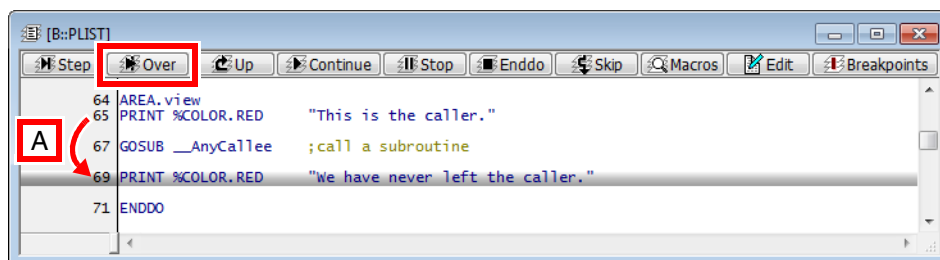 [B::PLIST]
Step Over Up Continue Stop Enddo Skip Macros Edit Breakpoints
64 AREA.view
65 PRINT %COLOR.RED "This is the caller."
A
67 GOSUB __AnyCallee ;call a subroutine
69 PRINT %COLOR.RED "We have never left the caller."
71 ENDDO